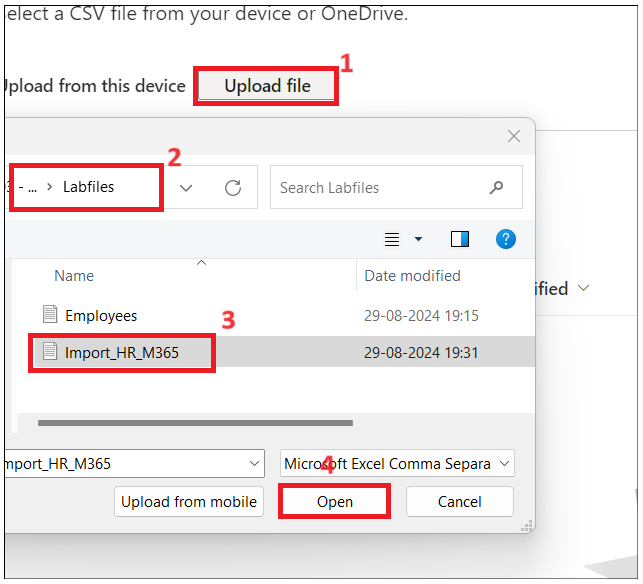 elect a CSV file from your device or OneDrive.
1
Upload from this device Upload file
2
- ... > Labfiles Search Labfiles
?
Name Date modified
ified
Employees 29-08-2024 19:15
3
Import_HR_M365 29-08-2024 19:31
mport_HR_M365 Microsoft Excel Comma Separa
4
Upload from mobile Open Cancel